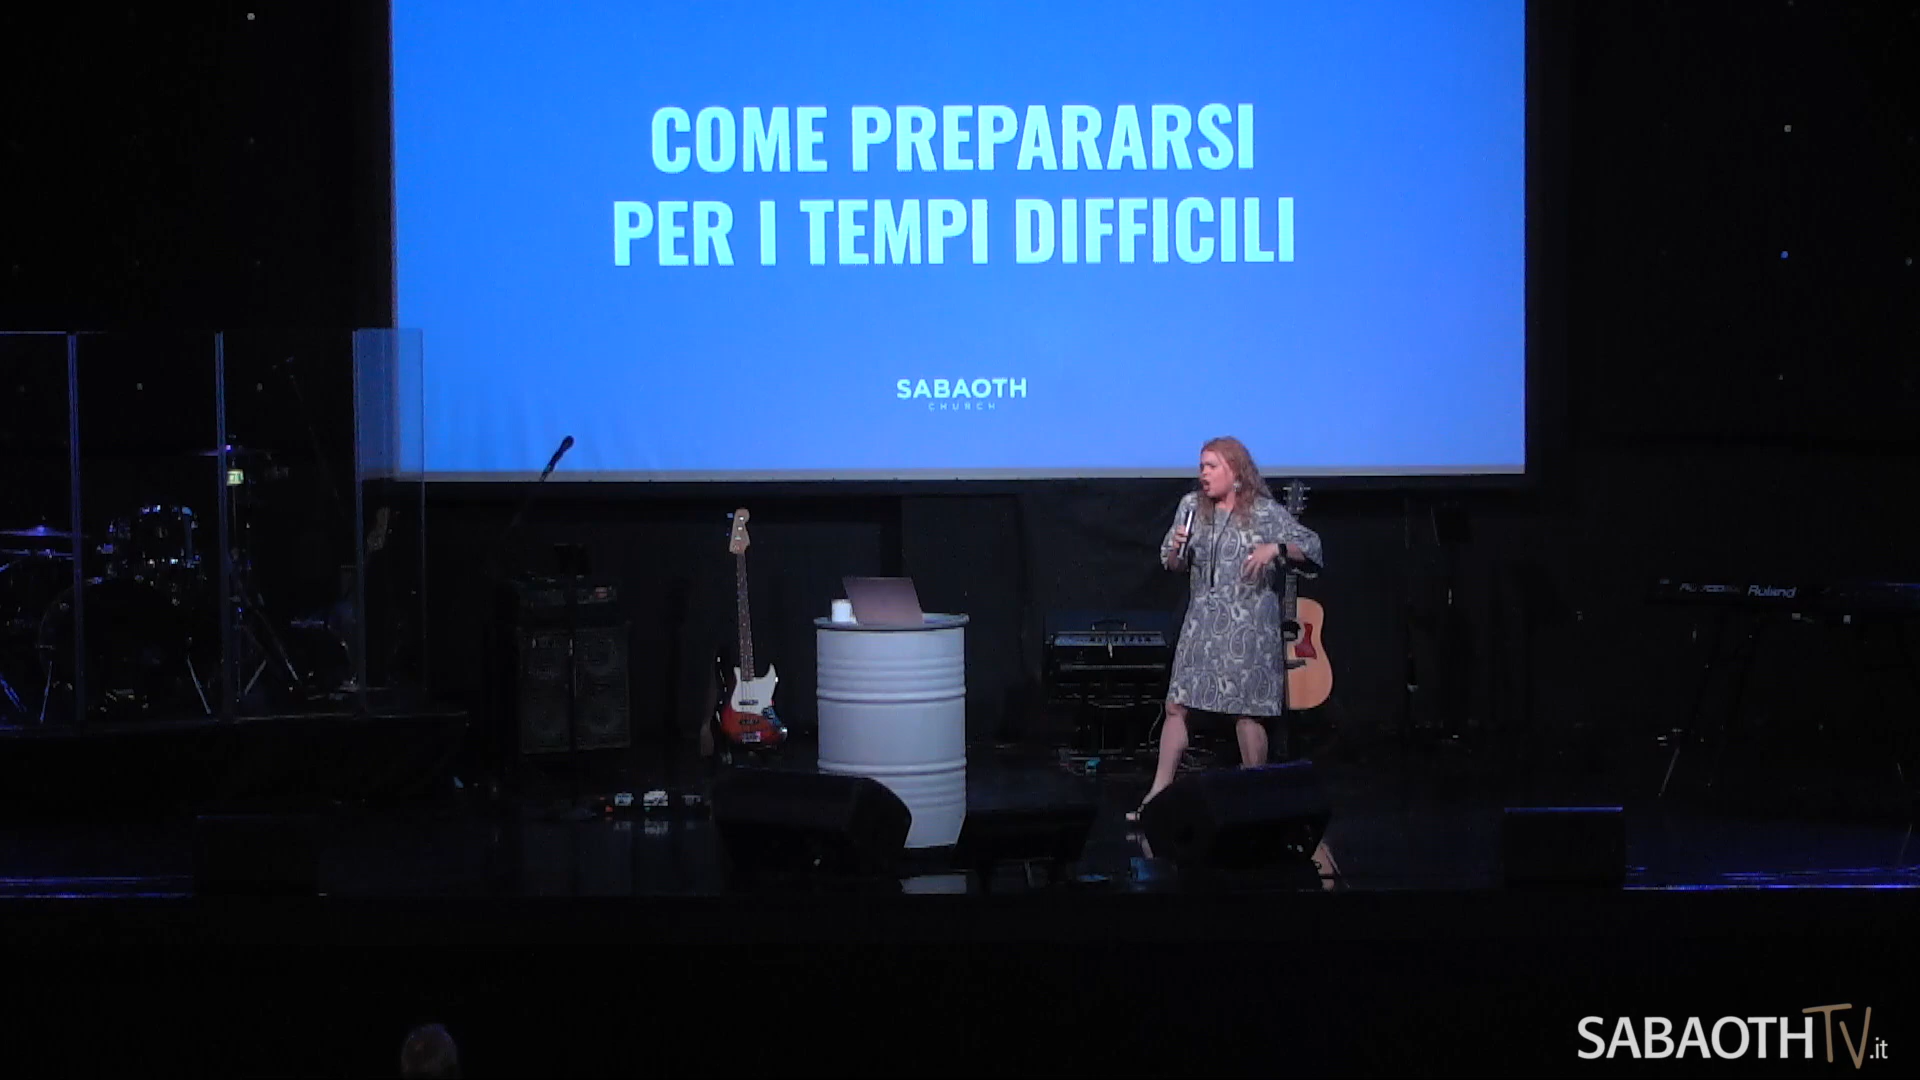 COME PREPARARSI
PER I TEMPI DIFFICILI
SABAOTH
CHURCH
Roland
SABAOTHTV.it